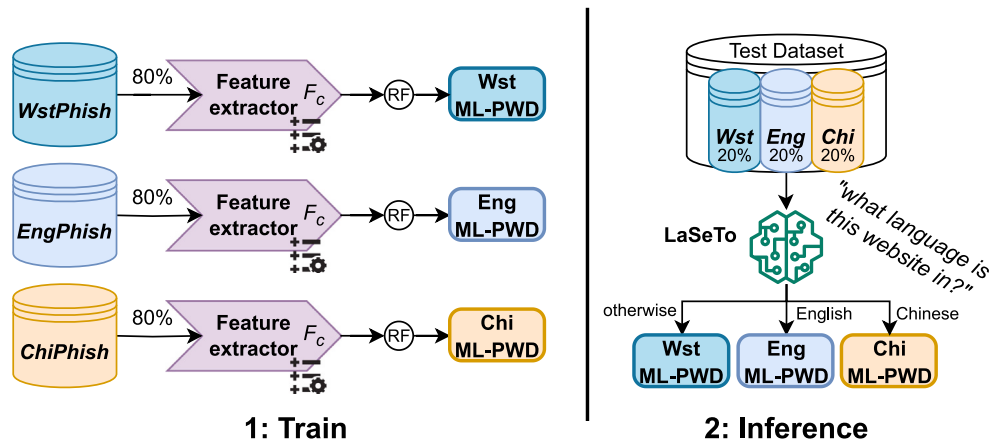 WstPhish
80%
Feature
extractor
Fc
RF
Wst
ML-PWD
EngPhish
80%
Feature
extractor
Fc
RF
Eng
ML-PWD
ChiPhish
80%
Feature
extractor
Fc
RF
Chi
ML-PWD
1: Train
Test Dataset
Wst
20%
Eng
20%
Chi
20%
LaSeTo
"what language is
this website in?"
otherwise
English
Chinese
Wst
ML-PWD
Eng
ML-PWD
Chi
ML-PWD
2: Inference